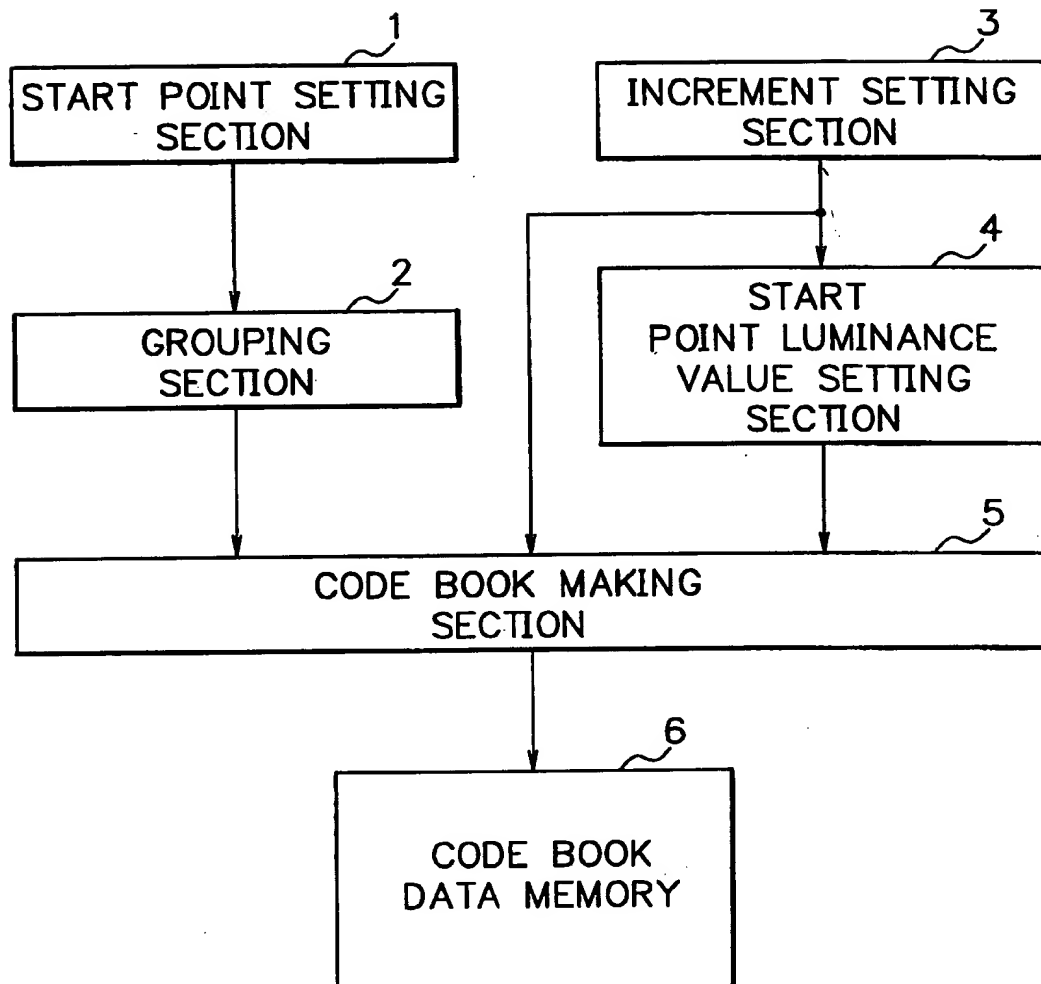 1
START POINT SETTING
SECTION
3
INCREMENT SETTING
SECTION
2
GROUPING
SECTION
4
START
POINT LUMINANCE
VALUE SETTING
SECTION
5
CODE BOOK MAKING
SECTION
6
CODE BOOK
DATA MEMORY